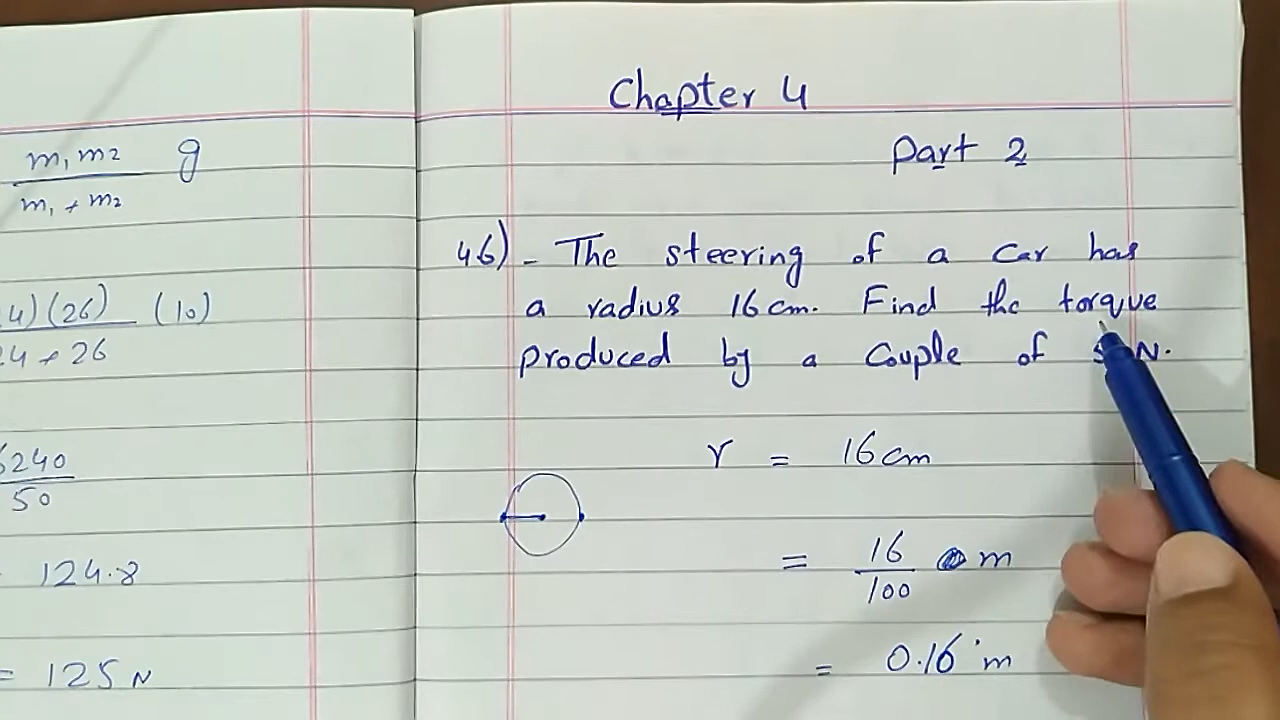 m1 m2 / m1 + m2 g
4)(26) / 24 + 26 (10)
6240 / 50
124.8
= 125 N
Chapter 4
Part 2
46) - The steering of a Car has
a radius 16 cm. Find the torque
produced by a Couple of N.
r = 16 cm
= 16 / 100 m
= 0.16 m